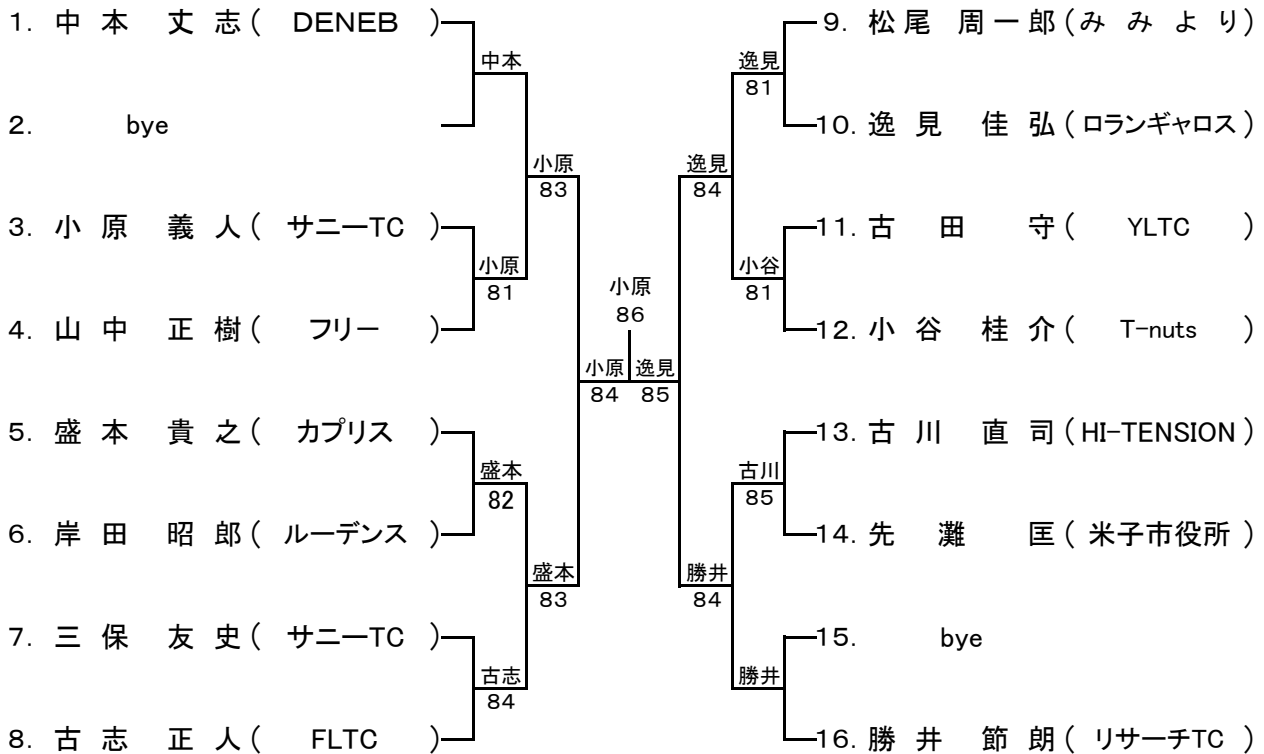 1. 中 本 丈 志 ( DENEB )
中本
2. bye
小原
83
3. 小 原 義 人 ( サニーTC )
小原
81
4. 山 中 正 樹 ( フリー )
小原 84
5. 盛 本 貴 之 ( カプリス )
盛本
82
6. 岸 田 昭 郎 ( ルーデンス )
盛本
83
7. 三 保 友 史 ( サニーTC )
古志
84
8. 古 志 正 人 ( FLTC )
小原
86
9. 松尾 周一郎 (み み よ り)
逸見
81
10. 逸 見 佳 弘 ( ロランギャロス )
逸見
84
11. 古 田 守 ( YLTC )
小谷
81
12. 小 谷 桂 介 ( T-nuts )
逸見
85
13. 古 川 直 司 ( HI-TENSION )
古川
85
14. 先 灘 匡 ( 米子市役所 )
勝井
84
15. bye
勝井
16. 勝 井 節 朗 ( リサーチTC )